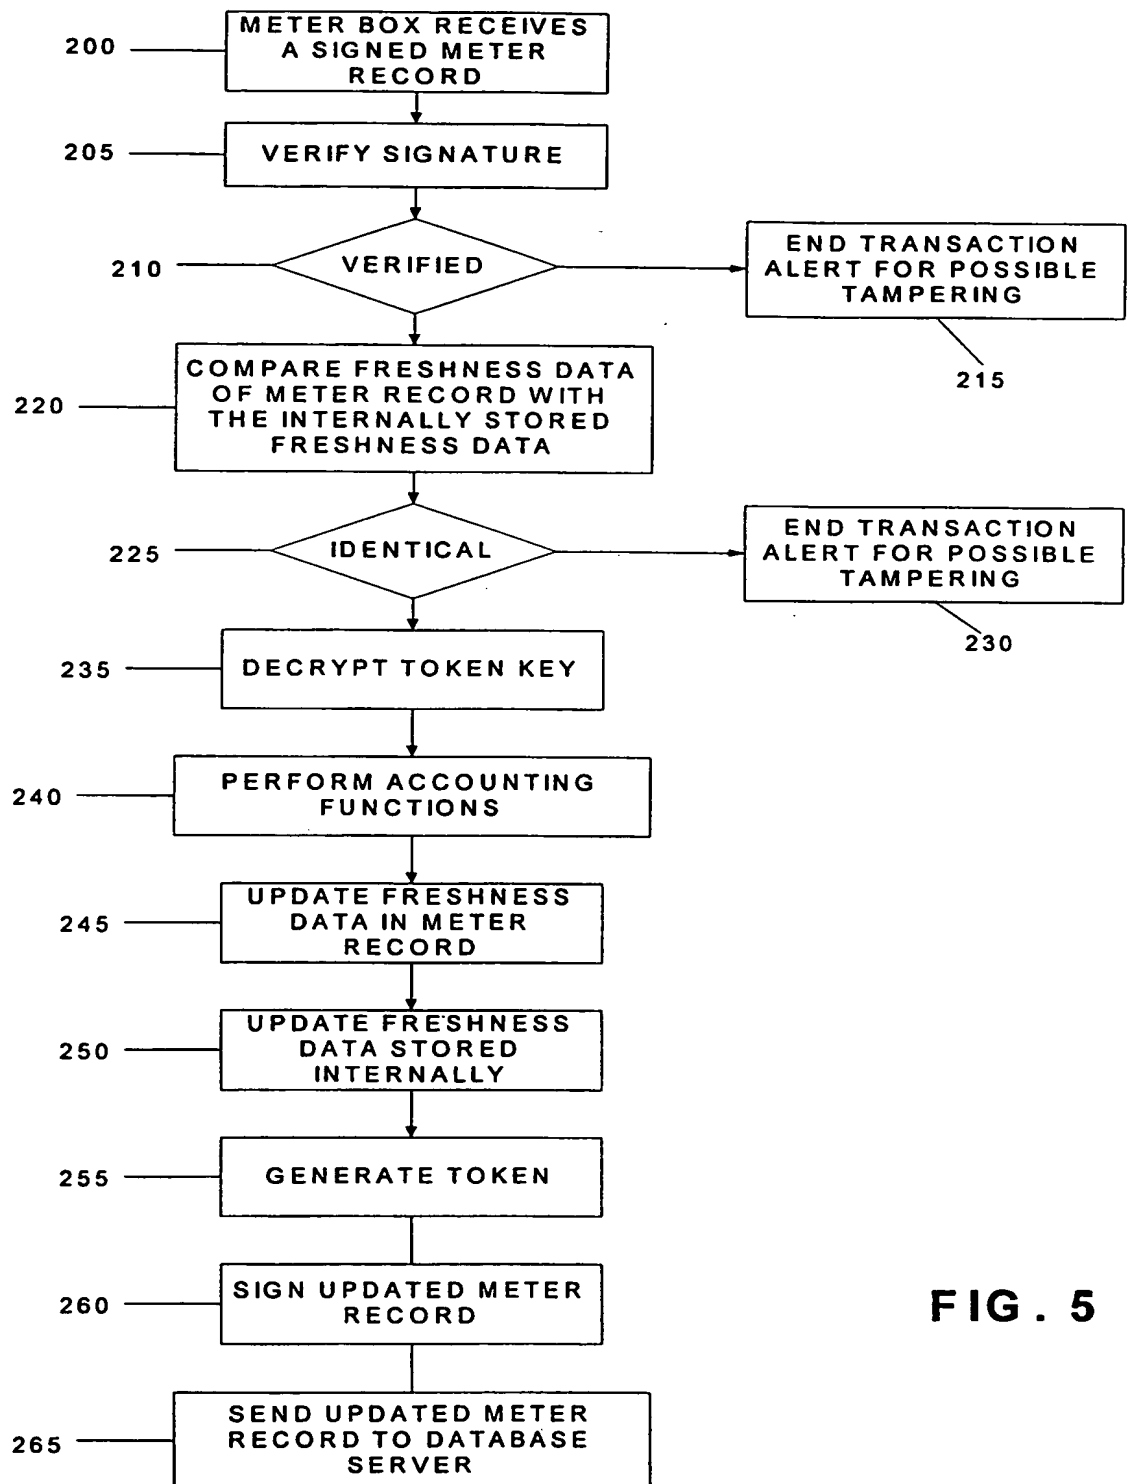 200
METER BOX RECEIVES
A SIGNED METER
RECORD
205
VERIFY SIGNATURE
210
VERIFIED
END TRANSACTION
ALERT FOR POSSIBLE
TAMPERING
215
220
COMPARE FRESHNESS DATA
OF METER RECORD WITH
THE INTERNALLY STORED
FRESHNESS DATA
225
IDENTICAL
END TRANSACTION
ALERT FOR POSSIBLE
TAMPERING
230
235
DECRYPT TOKEN KEY
240
PERFORM ACCOUNTING
FUNCTIONS
245
UPDATE FRESHNESS
DATA IN METER
RECORD
250
UPDATE FRESHNESS
DATA STORED
INTERNALLY
255
GENERATE TOKEN
260
SIGN UPDATED METER
RECORD
265
SEND UPDATED METER
RECORD TO DATABASE
SERVER
FIG. 5